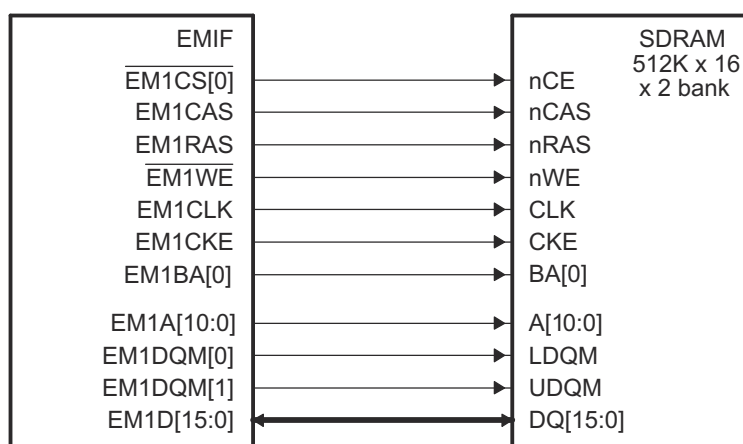 EMIF
EM1CS[0]
EM1CAS
EM1RAS
EM1WE
EM1CLK
EM1CKE
EM1BA[0]
EM1A[10:0]
EM1DQM[0]
EM1DQM[1]
EM1D[15:0]
SDRAM
512K x 16
x 2 bank
nCE
nCAS
nRAS
nWE
CLK
CKE
BA[0]
A[10:0]
LDQM
UDQM
DQ[15:0]